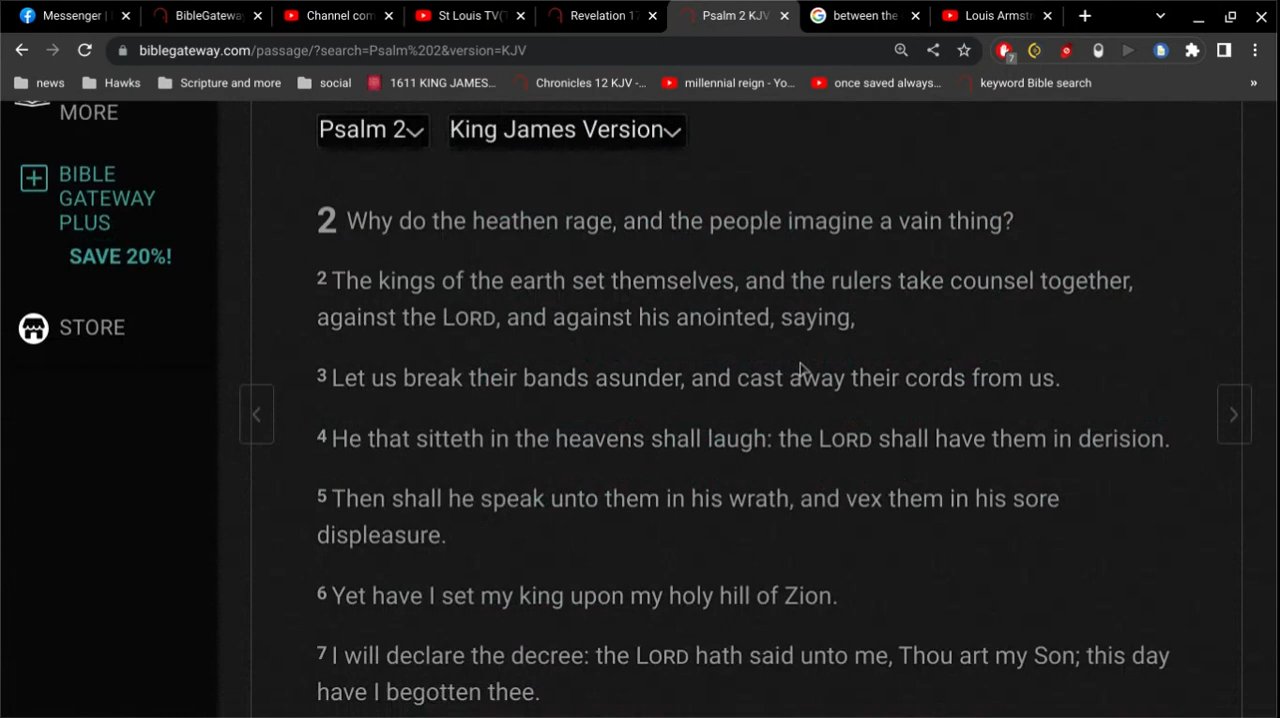 Messenger |
BibleGateway
Channel con
St Louis TV(T
Revelation 17
Psalm 2 KJV
between the
Louis Armstr
biblegateway.com/passage/?search=Psalm%202&version=KJV
7
news
Hawks
Scripture and more
social
1611 KING JAMES...
Chronicles 12 KJV -...
millennial reign - Yo...
once saved always...
keyword Bible search
»
MORE
BIBLE
GATEWAY
PLUS
SAVE 20%!
STORE
Psalm 2
King James Version
2 Why do the heathen rage, and the people imagine a vain thing?
2 The kings of the earth set themselves, and the rulers take counsel together,
against the LORD, and against his anointed, saying,
3 Let us break their bands asunder, and cast away their cords from us.
4 He that sitteth in the heavens shall laugh: the LORD shall have them in derision.
5 Then shall he speak unto them in his wrath, and vex them in his sore
displeasure.
6 Yet have I set my king upon my holy hill of Zion.
7 I will declare the decree: the LORD hath said unto me, Thou art my Son; this day
have I begotten thee.